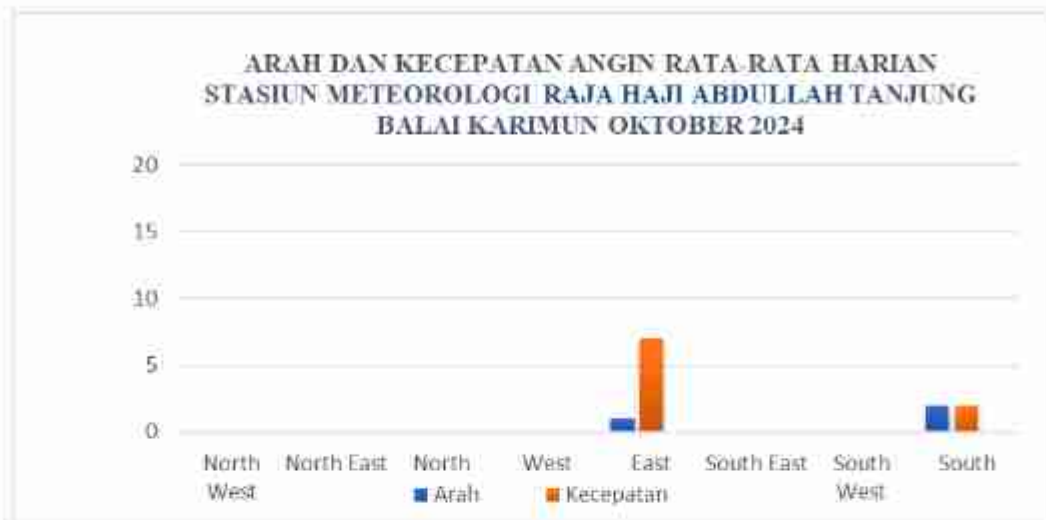 ARAH DAN KECEPATAN ANGIN RATA-RATA HARIAN
STASIUN METEOROLOGI RAJA HAJI ABDULLAH TANJUNG
BALAI KARIMUN OKTOBER 2024
20
15
10
5
0
North West
North East
North
West
East
South East
South West
South
Arah
Kecepatan